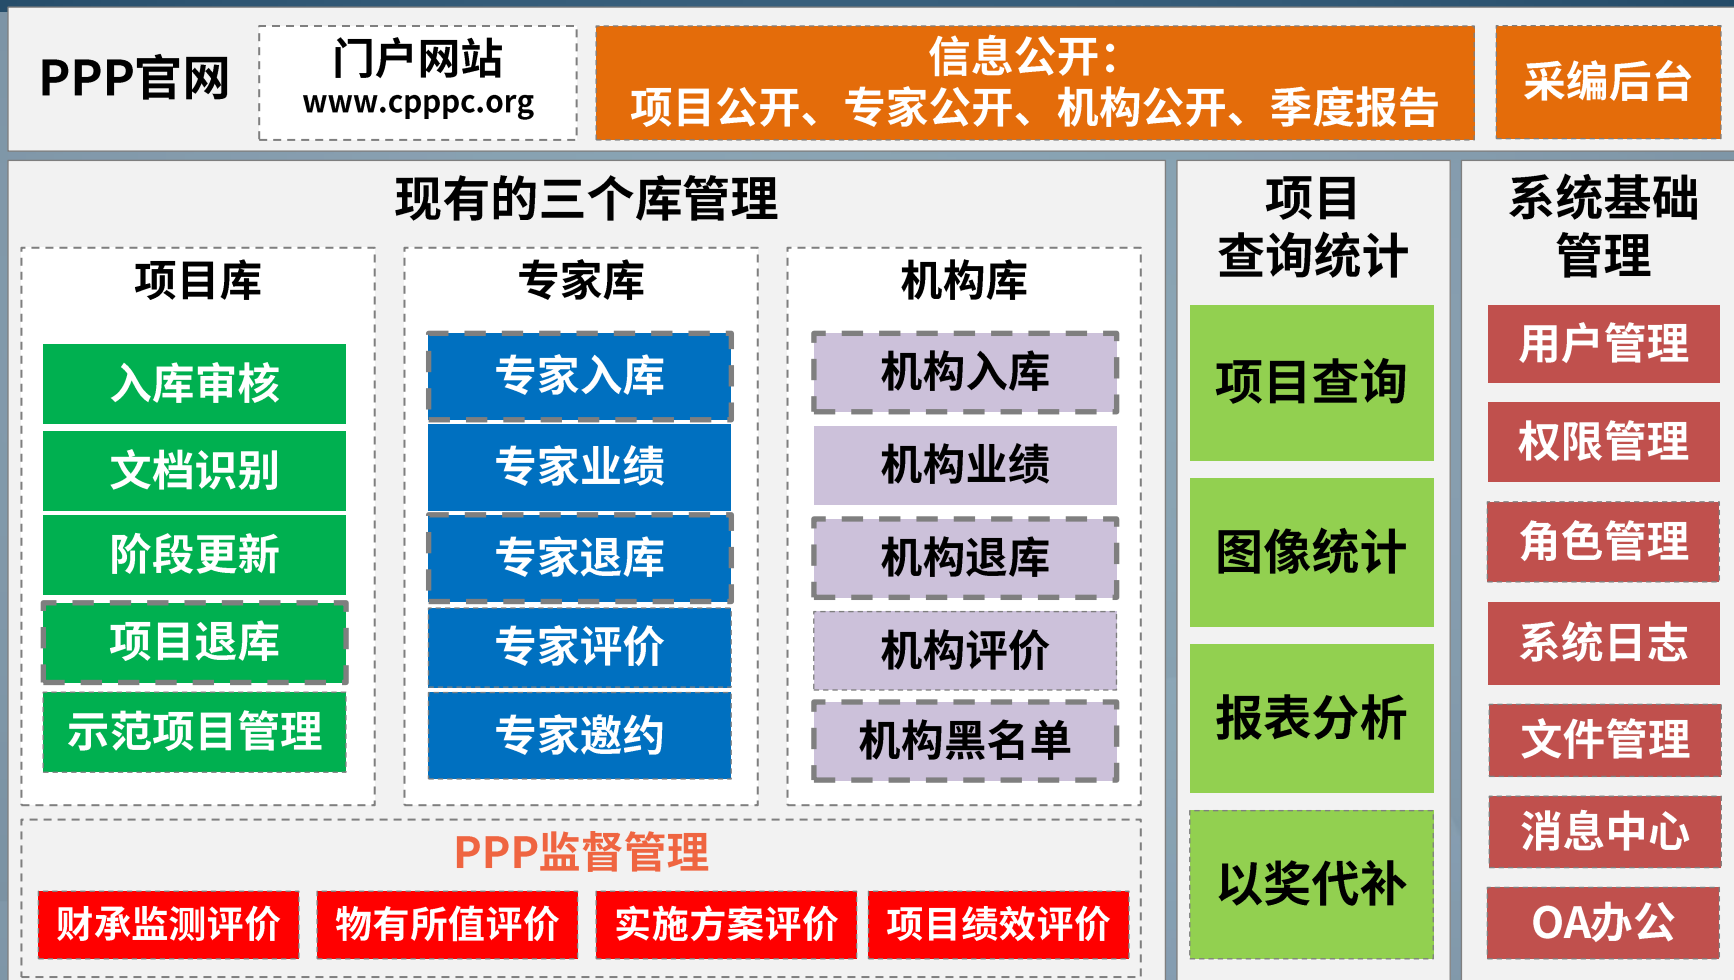 PPP官网
门户网站
www.cpppc.org
信息公开：
项目公开、专家公开、机构公开、季度报告
采编后台
现有的三个库管理
项目库
入库审核
文档识别
阶段更新
项目退库
示范项目管理
专家库
专家入库
专家业绩
专家退库
专家评价
专家邀约
机构库
机构入库
机构业绩
机构退库
机构评价
机构黑名单
PPP监督管理
财承监测评价
物有所值评价
实施方案评价
项目绩效评价
项目
查询统计
项目查询
图像统计
报表分析
以奖代补
系统基础
管理
用户管理
权限管理
角色管理
系统日志
文件管理
消息中心
OA办公